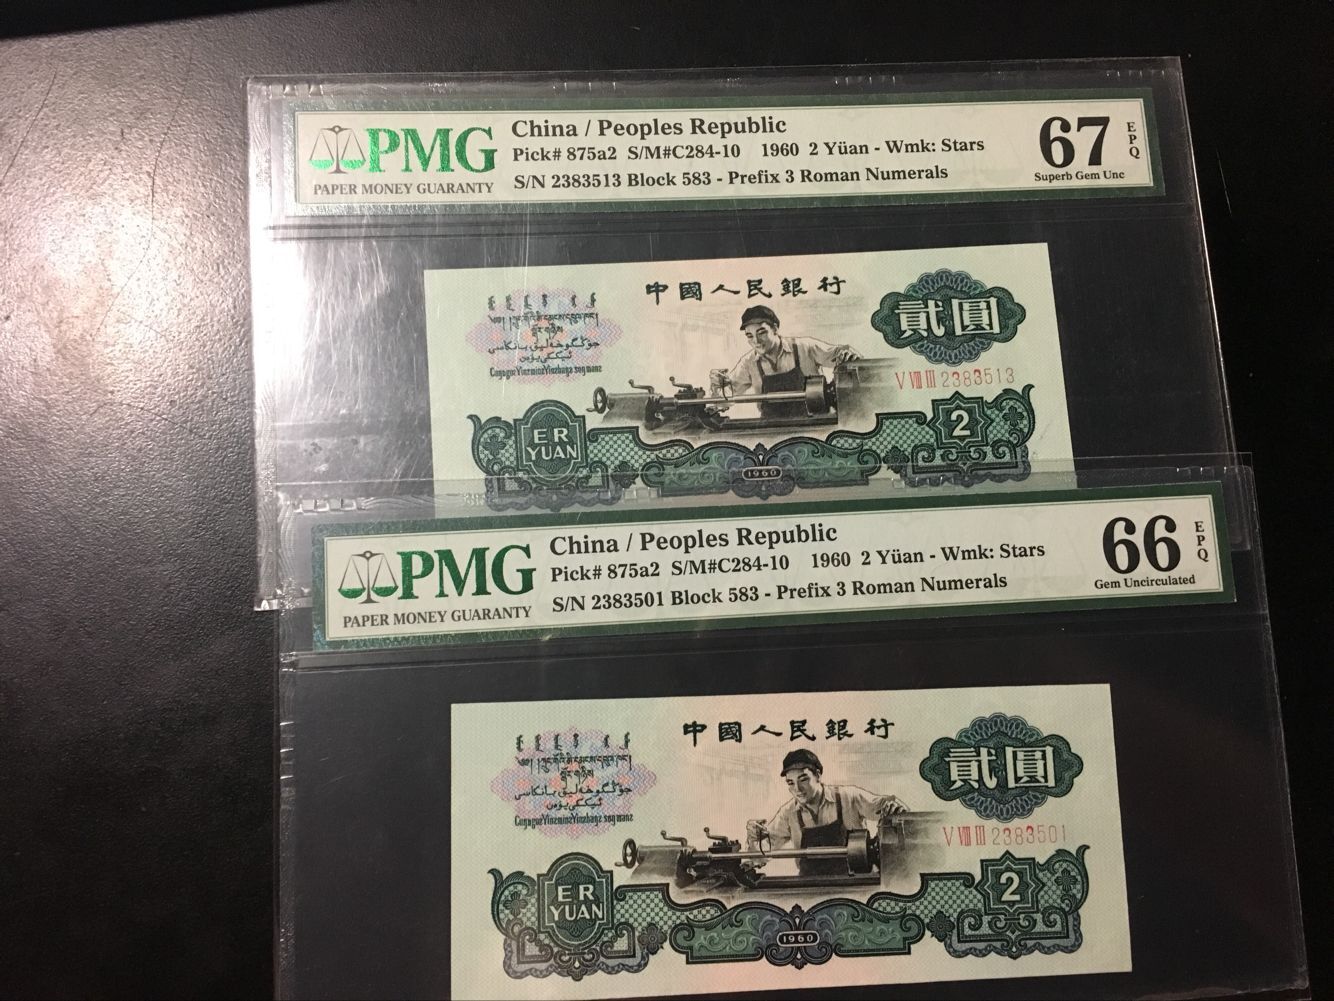 PMG
PAPER MONEY GUARANTY
China / Peoples Republic
Pick# 875a2 S/M#C284-10 1960 2 Yüan - Wmk: Stars
S/N 2383513 Block 583 - Prefix 3 Roman Numerals
67
EPQ
Superb Gem Unc
中國人民銀行
貳圓
V VIII III 2383513
ER
YUAN
2
1960
PMG
PAPER MONEY GUARANTY
China / Peoples Republic
Pick# 875a2 S/M#C284-10 1960 2 Yüan - Wmk: Stars
S/N 2383501 Block 583 - Prefix 3 Roman Numerals
66
EPQ
Gem Uncirculated
中國人民銀行
貳圓
V VIII III 2383501
ER
YUAN
2
1960